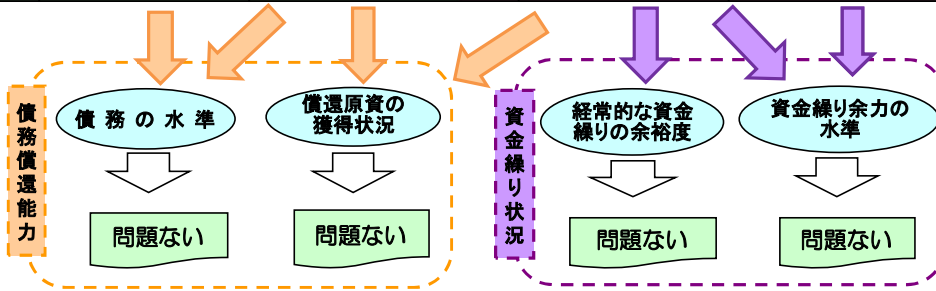 債務償還能力
債務の水準
償還原資の
獲得状況
問題ない
問題ない
資金繰り状況
経常的な資金
繰りの余裕度
資金繰り余力の
水準
問題ない
問題ない